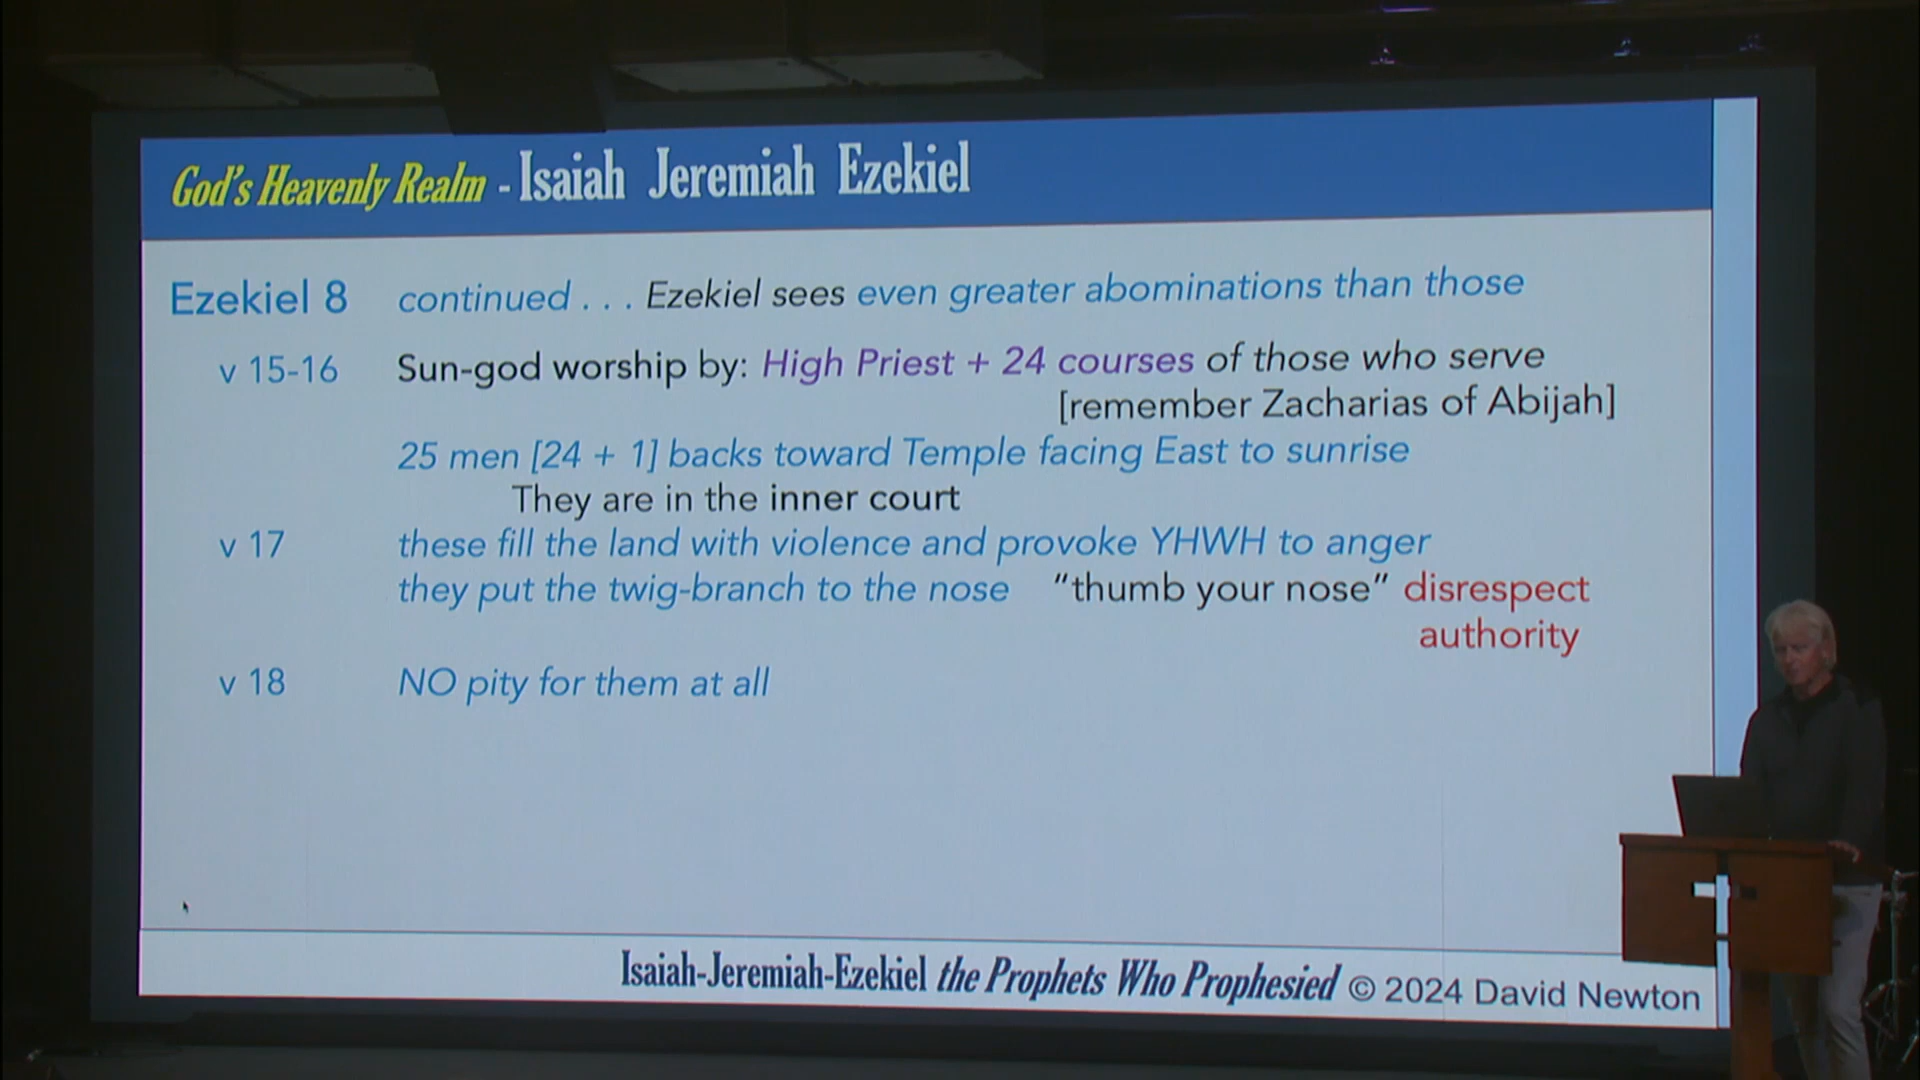 God's Heavenly Realm - Isaiah Jeremiah Ezekiel
Ezekiel 8 continued . . . Ezekiel sees even greater abominations than those
v 15-16 Sun-god worship by: High Priest + 24 courses of those who serve
[remember Zacharias of Abijah]
25 men [24 + 1] backs toward Temple facing East to sunrise
They are in the inner court
v 17 these fill the land with violence and provoke YHWH to anger
they put the twig-branch to the nose "thumb your nose" disrespect
authority
v 18 NO pity for them at all
Isaiah-Jeremiah-Ezekiel the Prophets Who Prophesied © 2024 David Newton